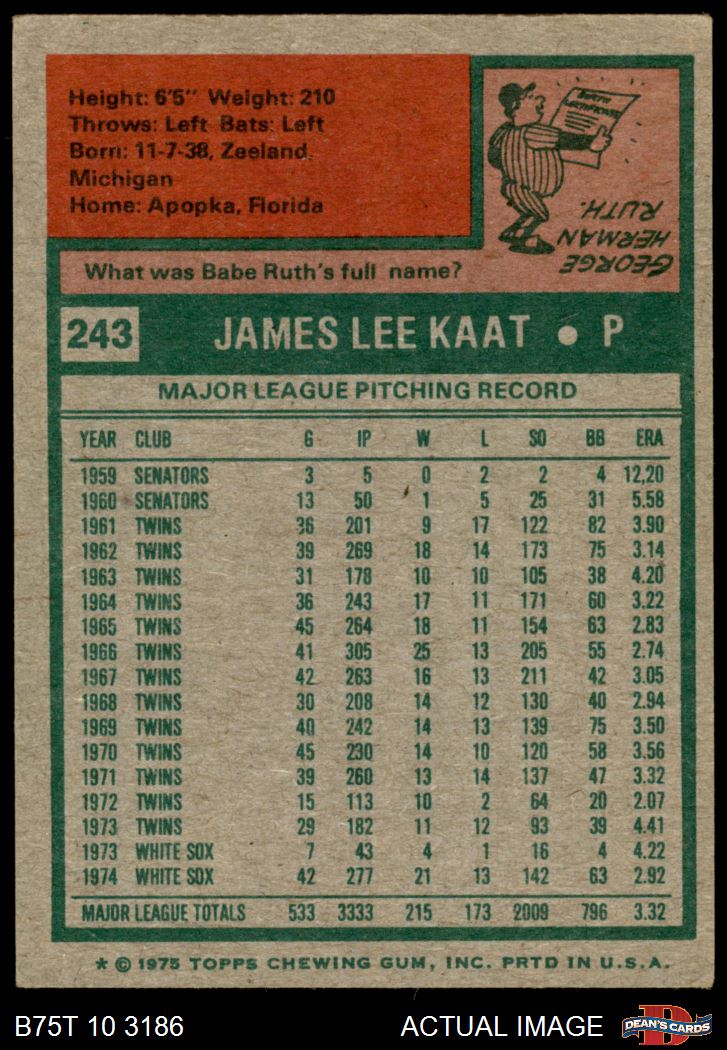 Height: 6'5" Weight: 210
Throws: Left Bats: Left
Born: 11-7-38, Zeeland,
Michigan
Home: Apopka, Florida
BIRTH CERTIFICATE
GEORGE
HERMAN
RUTH.
What was Babe Ruth's full name?
243 JAMES LEE KAAT • P
MAJOR LEAGUE PITCHING RECORD
YEAR CLUB G IP W L SO BB ERA
1959 SENATORS 3 5 0 2 2 4 12,20
1960 SENATORS 13 50 1 5 25 31 5.58
1961 TWINS 36 201 9 17 122 82 3.90
1962 TWINS 39 269 18 14 173 75 3.14
1963 TWINS 31 178 10 10 105 38 4.20
1964 TWINS 36 243 17 11 171 60 3.22
1965 TWINS 45 264 18 11 154 63 2.83
1966 TWINS 41 305 25 13 205 55 2.74
1967 TWINS 42 263 16 13 211 42 3.05
1968 TWINS 30 208 14 12 130 40 2.94
1969 TWINS 40 242 14 13 139 75 3.50
1970 TWINS 45 230 14 10 120 58 3.56
1971 TWINS 39 260 13 14 137 47 3.32
1972 TWINS 15 113 10 2 64 20 2.07
1973 TWINS 29 182 11 12 93 39 4.41
1973 WHITE SOX 7 43 4 1 16 4 4.22
1974 WHITE SOX 42 277 21 13 142 63 2.92
MAJOR LEAGUE TOTALS 533 3333 215 173 2009 796 3.32
* © 1975 TOPPS CHEWING GUM, INC. PRTD IN U.S.A.
B75T 10 3186 ACTUAL IMAGE D DEAN'S CARDS